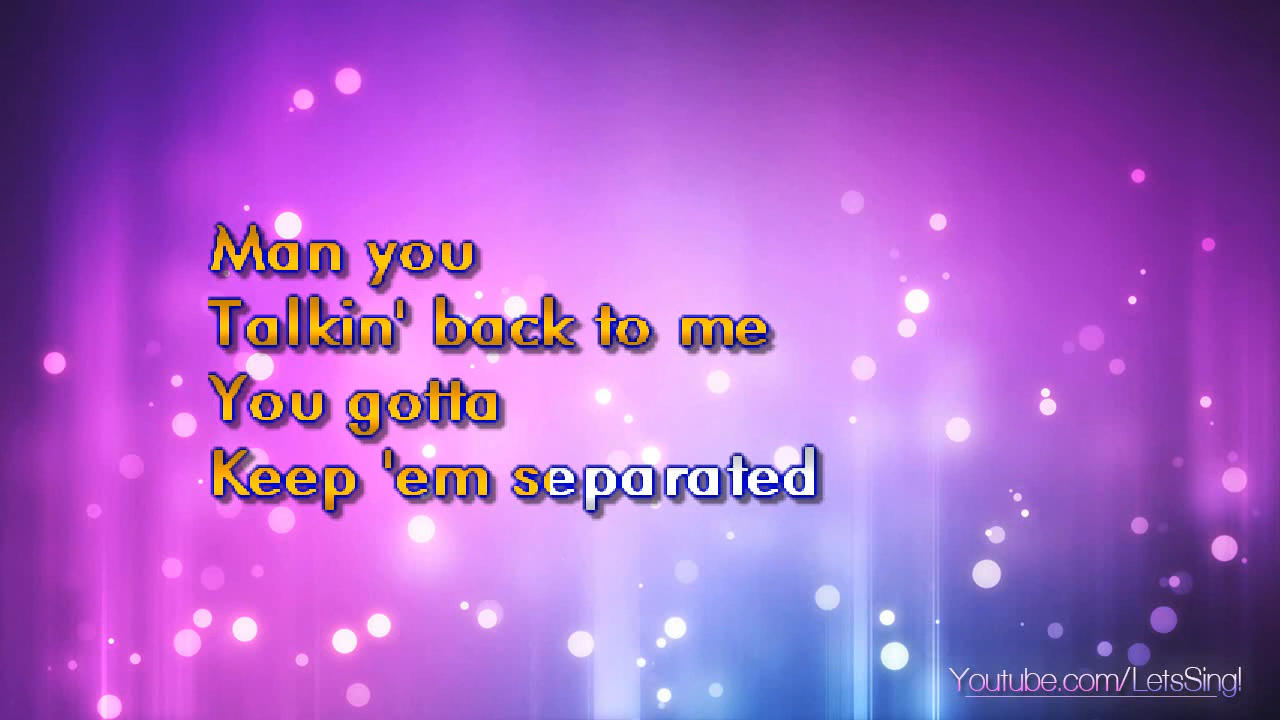 Man you
Talkin' back to me
You gotta
Keep 'em separated
Youtube.com/LetsSing!